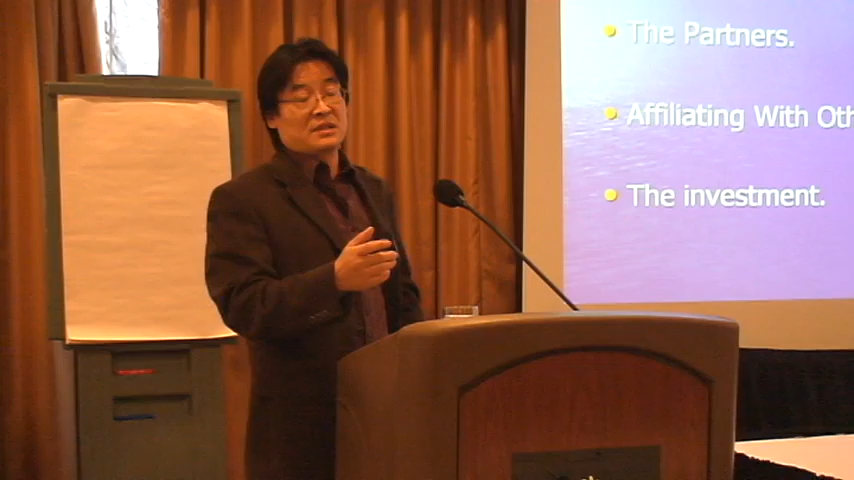 The Partners.
Affiliating With Oth
The investment.